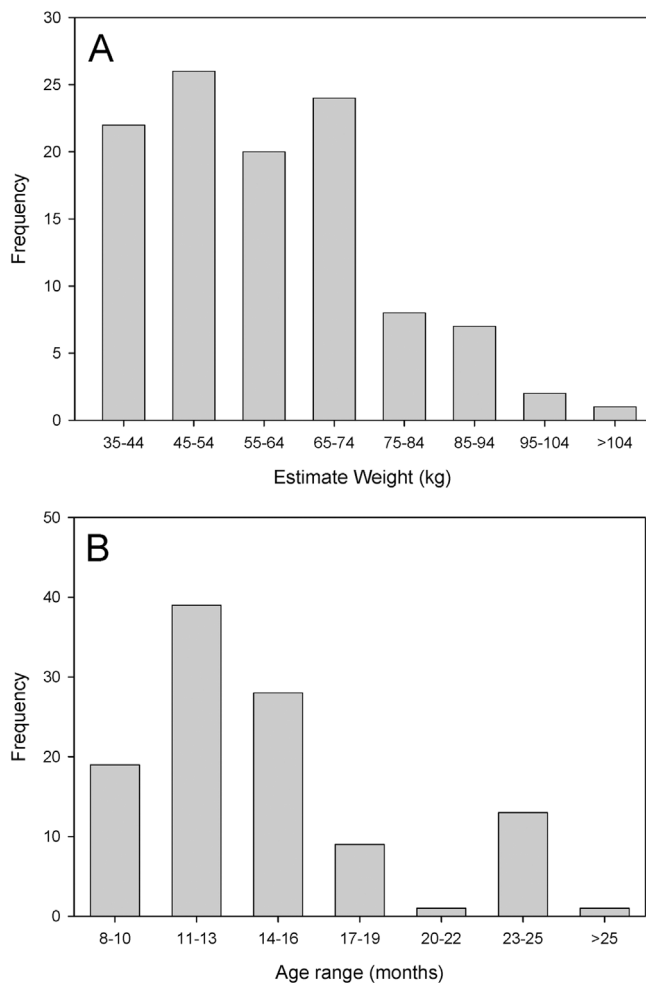 A
30
25
20
15
10
5
0
Frequency
35-44 45-54 55-64 65-74 75-84 85-94 95-104 >104
Estimate Weight (kg)
B
50
40
30
20
10
0
Frequency
8-10 11-13 14-16 17-19 20-22 23-25 >25
Age range (months)